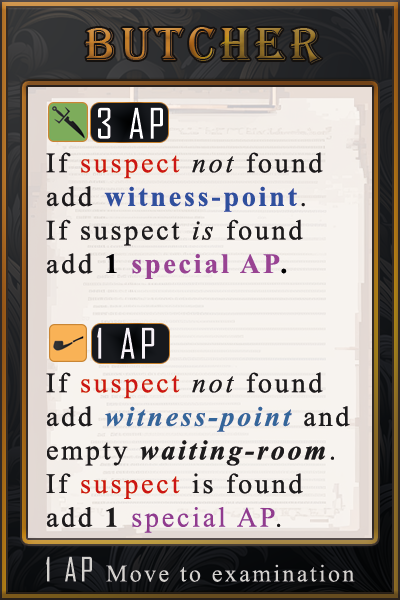 BUTCHER
3 AP
If suspect not found
add witness-point.
If suspect is found
add 1 special AP.
1 AP
If suspect not found
add witness-point and
empty waiting-room.
If suspect is found
add 1 special AP.
1 AP Move to examination